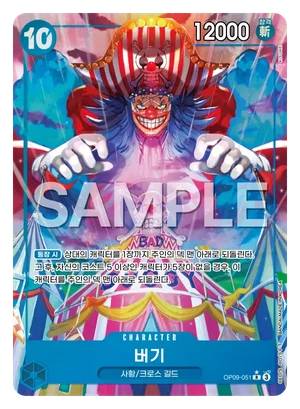 10
12000
참격
斬
SAMPLE
BAD
등장 시 상대의 캐릭터를 1장까지 주인의 덱 맨 아래로 되돌린다.
그 후, 자신의 코스트 5 이상인 캐릭터가 5장이 없을 경우, 이
캐릭터를 주인의 덱 맨 아래로 되돌린다.
CHARACTER
버기
사황/크로스 길드
OP09-051
3